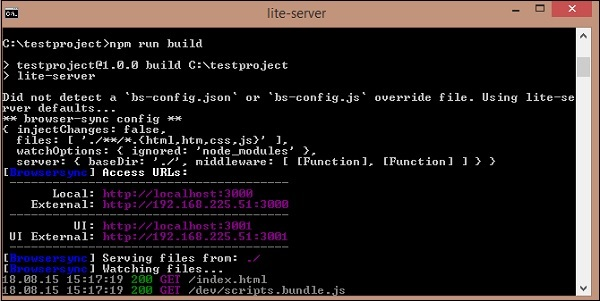 lite-server
C:\testproject>npm run build
> testproject@1.0.0 build C:\testproject
> lite-server
Did not detect a `bs-config.json` or `bs-config.js` override file. Using lite-se
rver defaults...
** browser-sync config **
{ injectChanges: false,
files: [ './**/*.{html,htm,css,js}' ],
watchOptions: { ignored: 'node_modules' },
server: { baseDir: './', middleware: [ [Function], [Function] ] } }
[Browsersync] Access URLs:
--------------------------------------
Local: http://localhost:3000
External: http://192.168.225.51:3000
--------------------------------------
UI: http://localhost:3001
UI External: http://192.168.225.51:3001
--------------------------------------
[Browsersync] Serving files from: ./
[Browsersync] Watching files...
18.08.15 15:17:19 200 GET /index.html
18.08.15 15:17:19 200 GET /dev/scripts.bundle.js